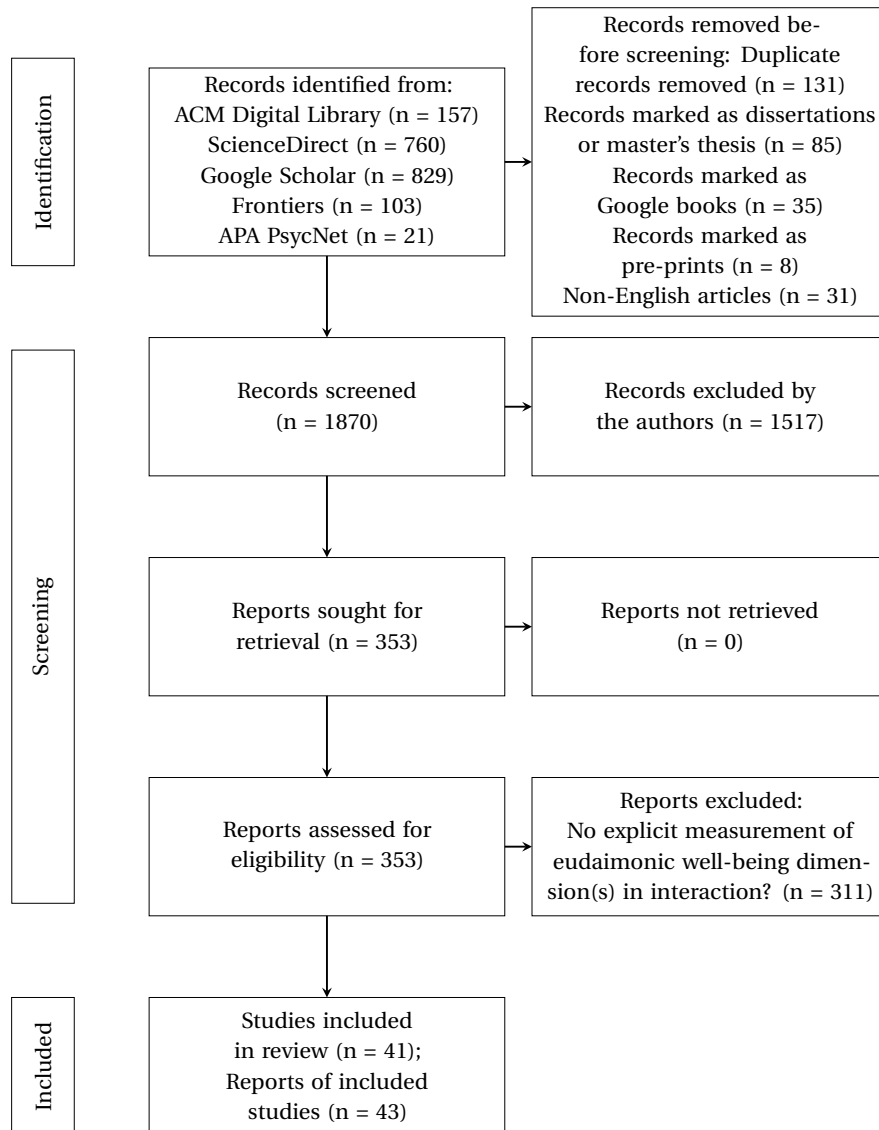 Identification
Records identified from:
ACM Digital Library (n = 157)
ScienceDirect (n = 760)
Google Scholar (n = 829)
Frontiers (n = 103)
APA PsycNet (n = 21)
Records removed be-
fore screening: Duplicate
records removed (n = 131)
Records marked as dissertations
or master's thesis (n = 85)
Records marked as
Google books (n = 35)
Records marked as
pre-prints (n = 8)
Non-English articles (n = 31)
Screening
Records screened
(n = 1870)
Records excluded by
the authors (n = 1517)
Reports sought for
retrieval (n = 353)
Reports not retrieved
(n = 0)
Reports assessed for
eligibility (n = 353)
Reports excluded:
No explicit measurement of
eudaimonic well-being dimen-
sion(s) in interaction? (n = 311)
Included
Studies included
in review (n = 41);
Reports of included
studies (n = 43)